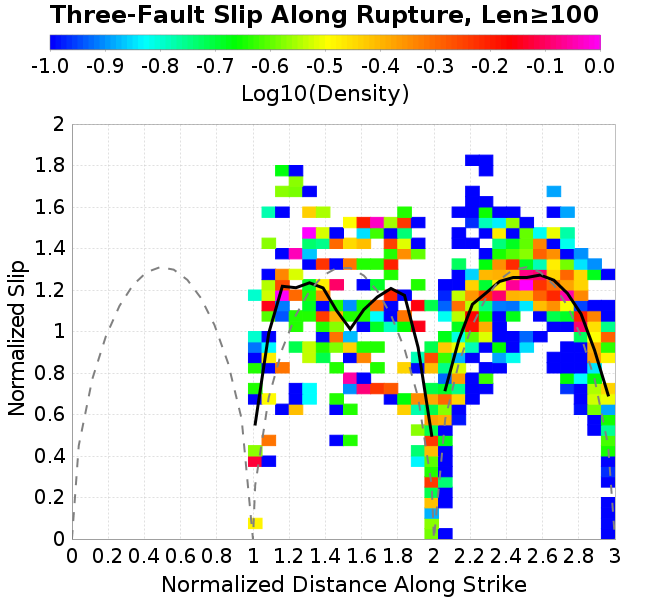 Three-Fault Slip Along Rupture, Len≥100
-1.0 -0.9 -0.8 -0.7 -0.6 -0.5 -0.4 -0.3 -0.2 -0.1 0.0
Log10(Density)
2
1.8
1.6
1.4
1.2
1
0.8
0.6
0.4
0.2
0
Normalized Slip
0 0.2 0.4 0.6 0.8 1 1.2 1.4 1.6 1.8 2 2.2 2.4 2.6 2.8 3
Normalized Distance Along Strike